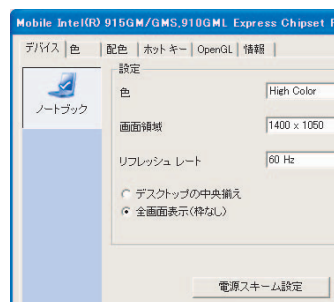 Mobile Intel(R) 915GM/GMS,910GML Express Chipset
デバイス 色 配色 ホットキー OpenGL 情報
ノートブック
設定
色 High Color
画面領域 1400 x 1050
リフレッシュ レート 60 Hz
デスクトップの中央揃え
全画面表示(枠なし)
電源スキーム設定